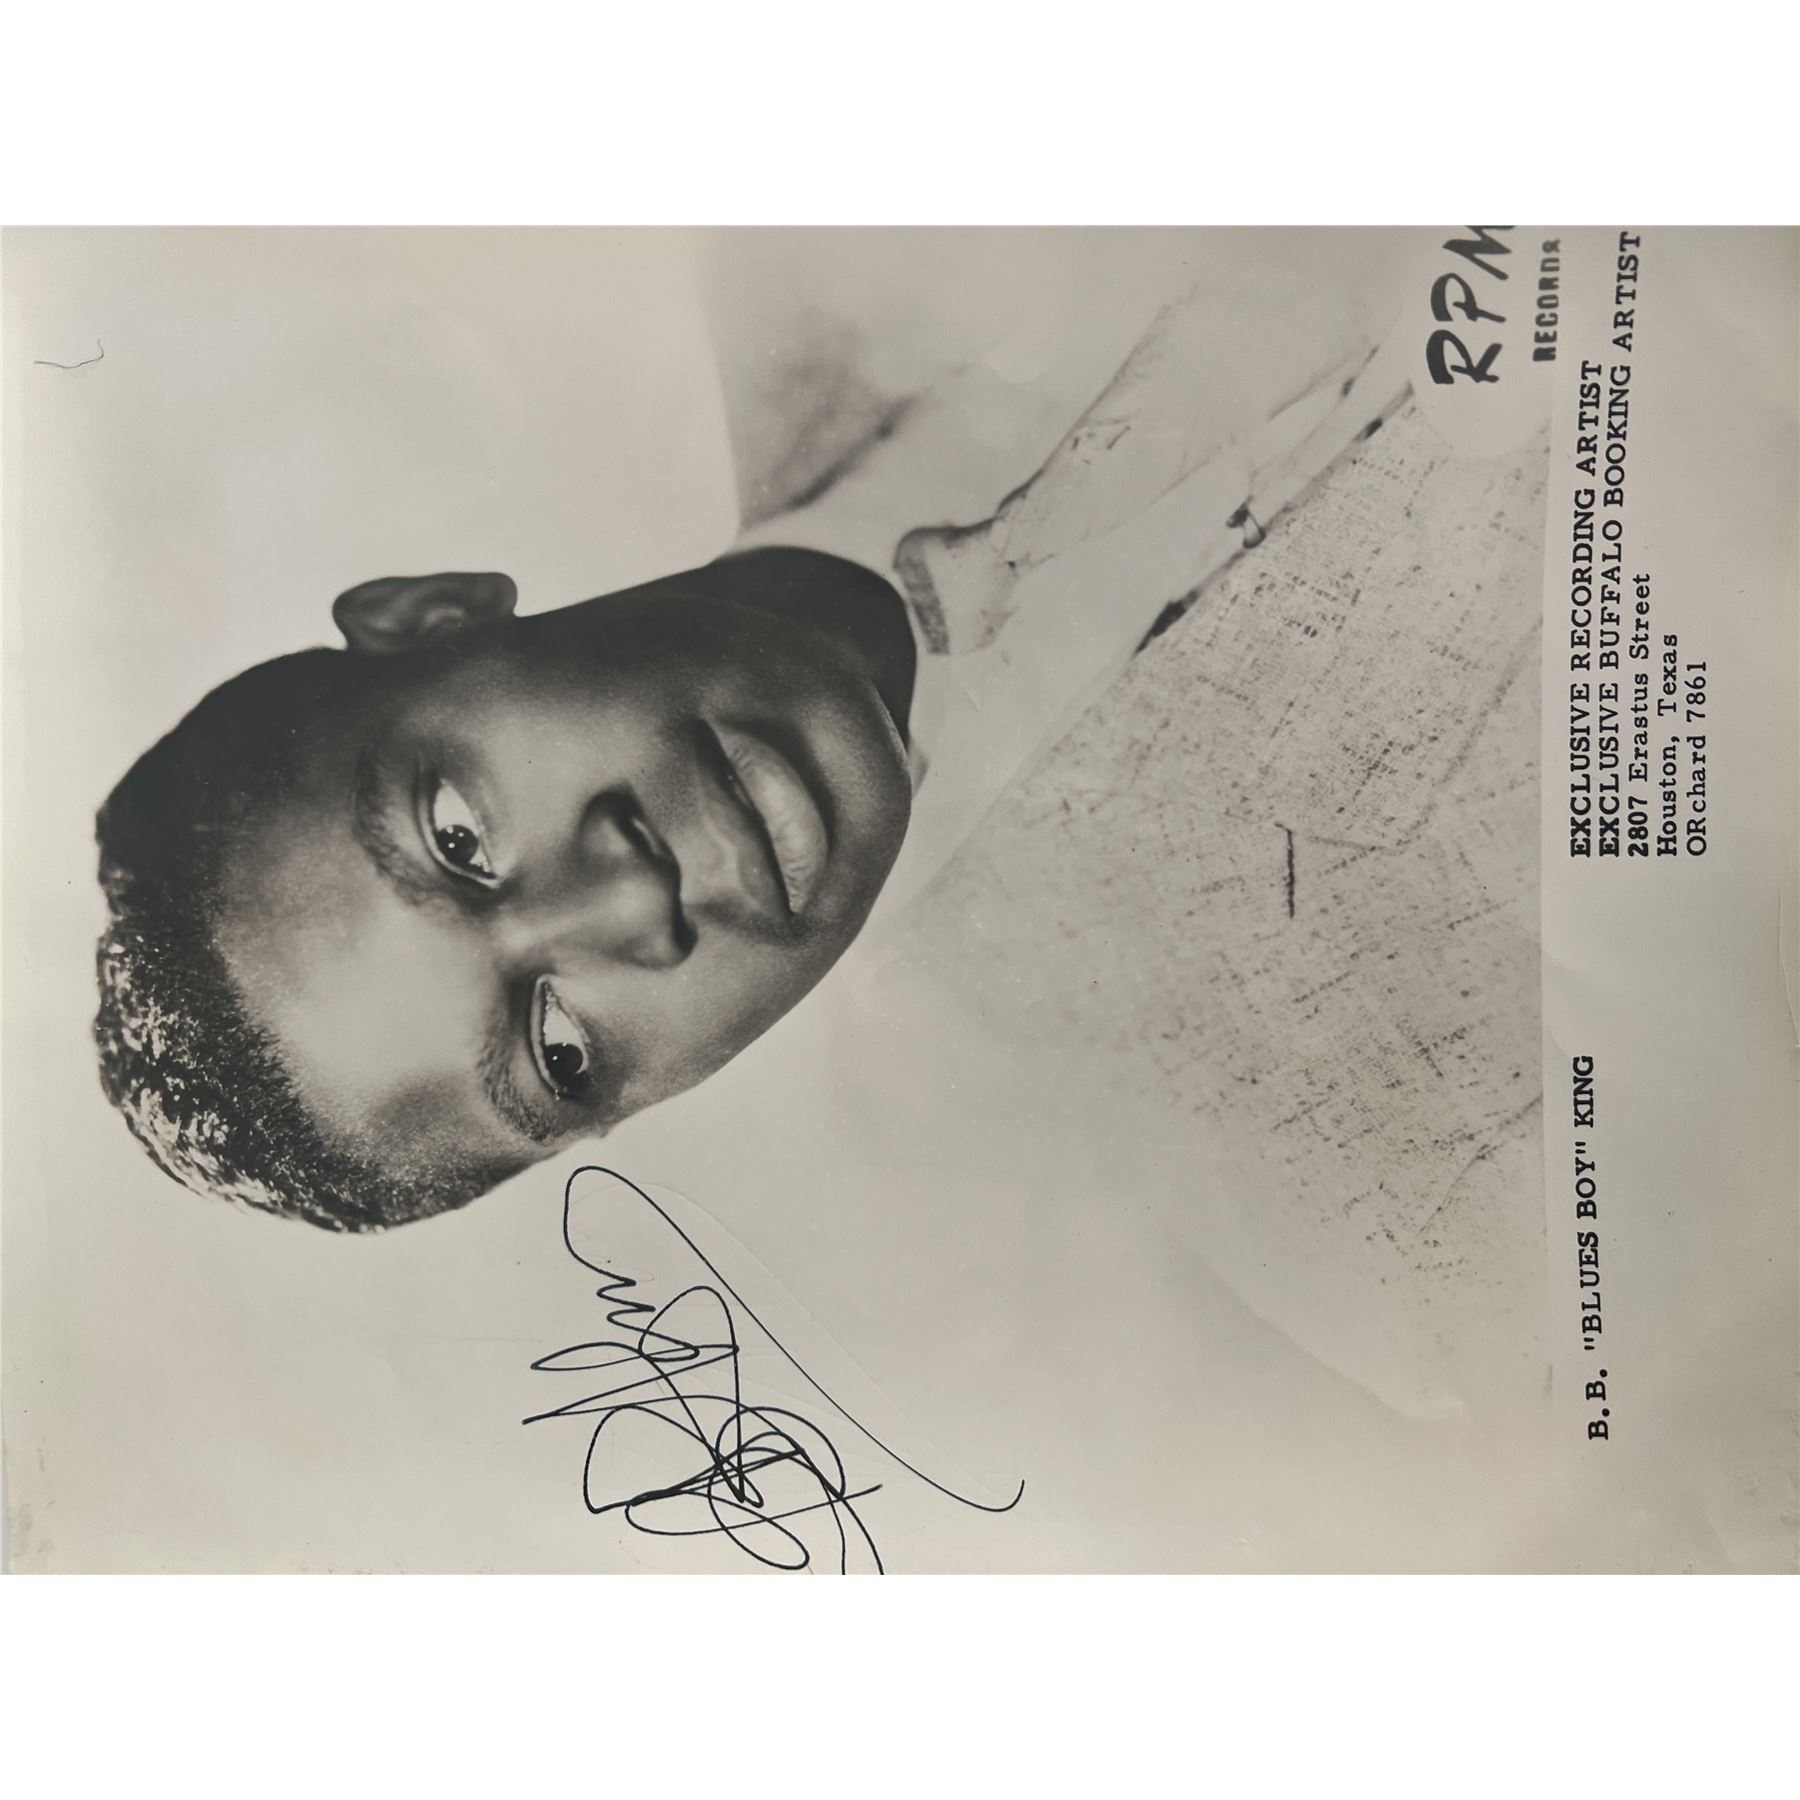 RPM
RECORDS
B.B. "BLUES BOY" KING
EXCLUSIVE RECORDING ARTIST
EXCLUSIVE BUFFALO BOOKING ARTIST
2807 Erastus Street
Houston, Texas
ORchard 7861